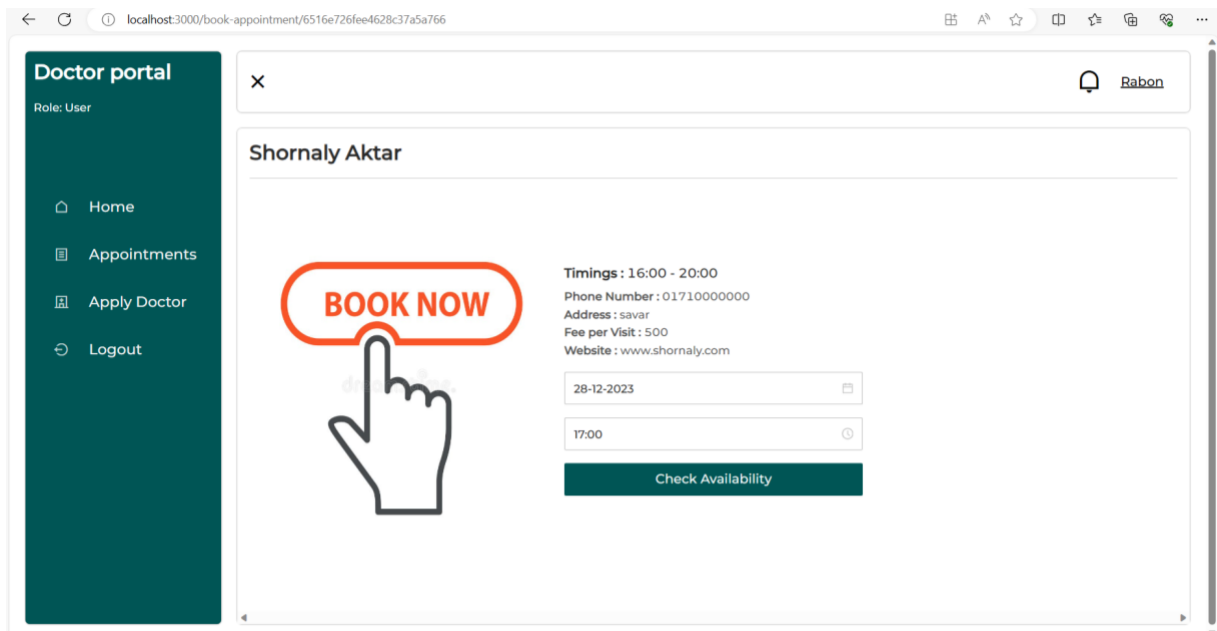 localhost:3000/book-appointment/6516e726fee4628c37a5a766
Doctor portal
Role: User
Home
Appointments
Apply Doctor
Logout
Rabon
Shornaly Aktar
BOOK NOW
Timings : 16:00 - 20:00
Phone Number : 01710000000
Address : savar
Fee per Visit : 500
Website : www.shornaly.com
28-12-2023
17:00
Check Availability